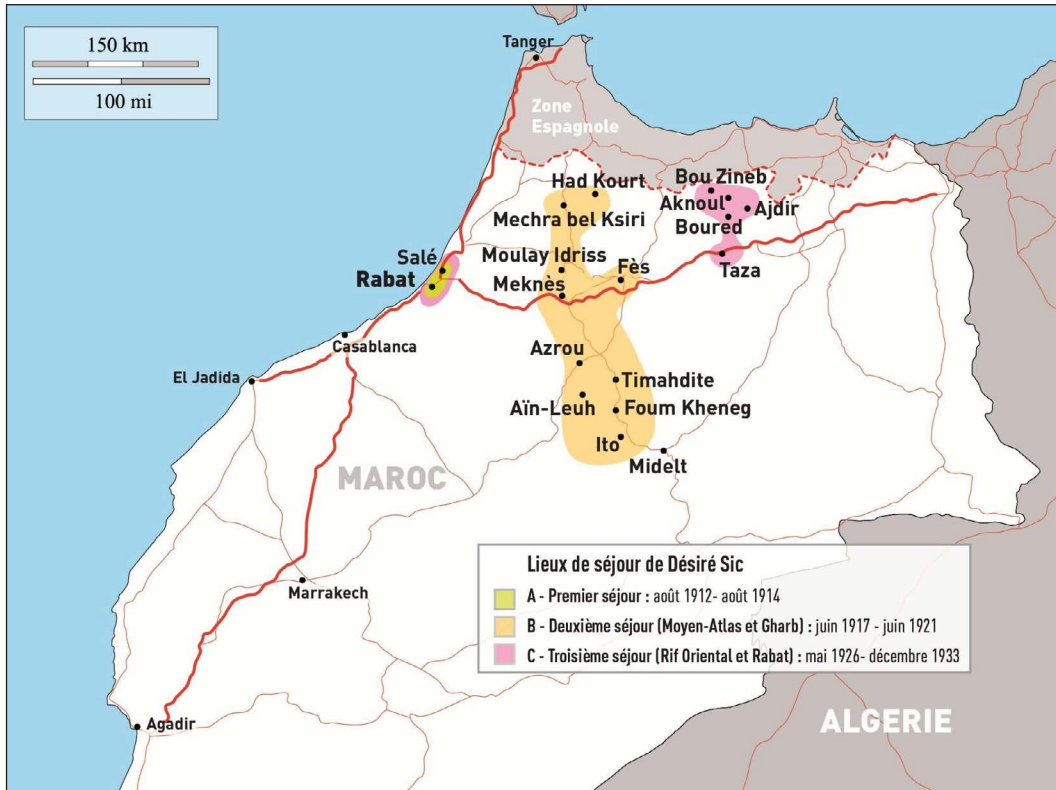 150 km
100 mi
Tanger
Zone
Espagnole
Had Kourt
Bou Zineb
Mechra bel Ksiri
Aknoul
Ajdir
Boured
Salé
Moulay Idriss
Fès
Taza
Rabat
Meknès
Casablanca
Azrou
El Jadida
Timahdite
Aïn-Leuh
Foum Kheneg
Ito
Midelt
MAROC
Lieux de séjour de Désiré Sic
A - Premier séjour : août 1912- août 1914
B - Deuxième séjour (Moyen-Atlas et Gharb) : juin 1917 - juin 1921
C - Troisième séjour (Rif Oriental et Rabat) : mai 1926- décembre 1933
Marrakech
Agadir
ALGERIE